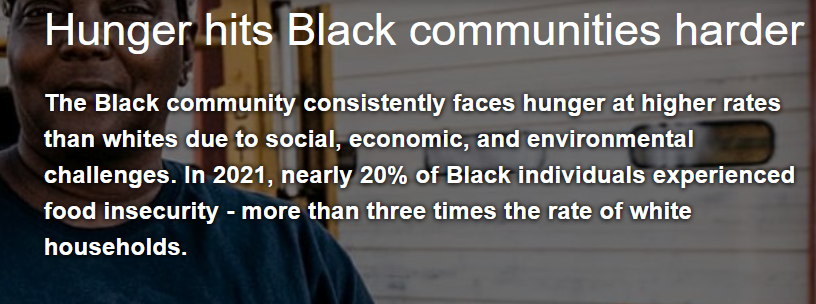 Hunger hits Black communities harder
The Black community consistently faces hunger at higher rates
than whites due to social, economic, and environmental
challenges. In 2021, nearly 20% of Black individuals experienced
food insecurity - more than three times the rate of white
households.